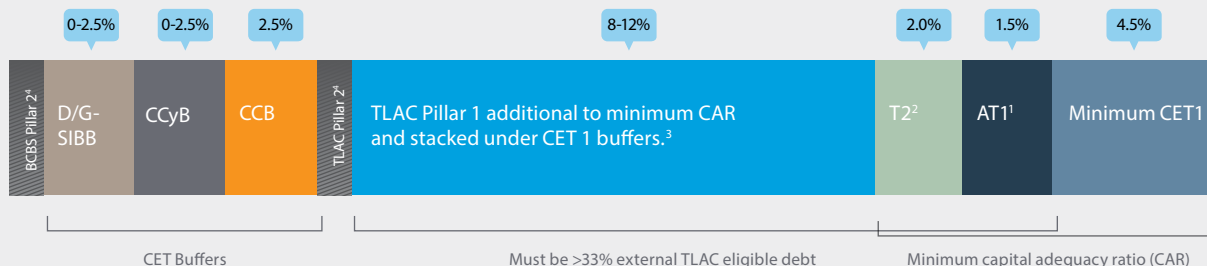 0-2.5%
0-2.5%
2.5%
8-12%
2.0%
1.5%
4.5%
BCBS Pillar 2⁴
D/G-
SIBB
CCyB
CCB
TLAC Pillar 2⁴
TLAC Pillar 1 additional to minimum CAR
and stacked under CET 1 buffers.³
T2²
AT1¹
Minimum CET1
CET Buffers
Must be >33% external TLAC eligible debt
Minimum capital adequacy ratio (CAR)